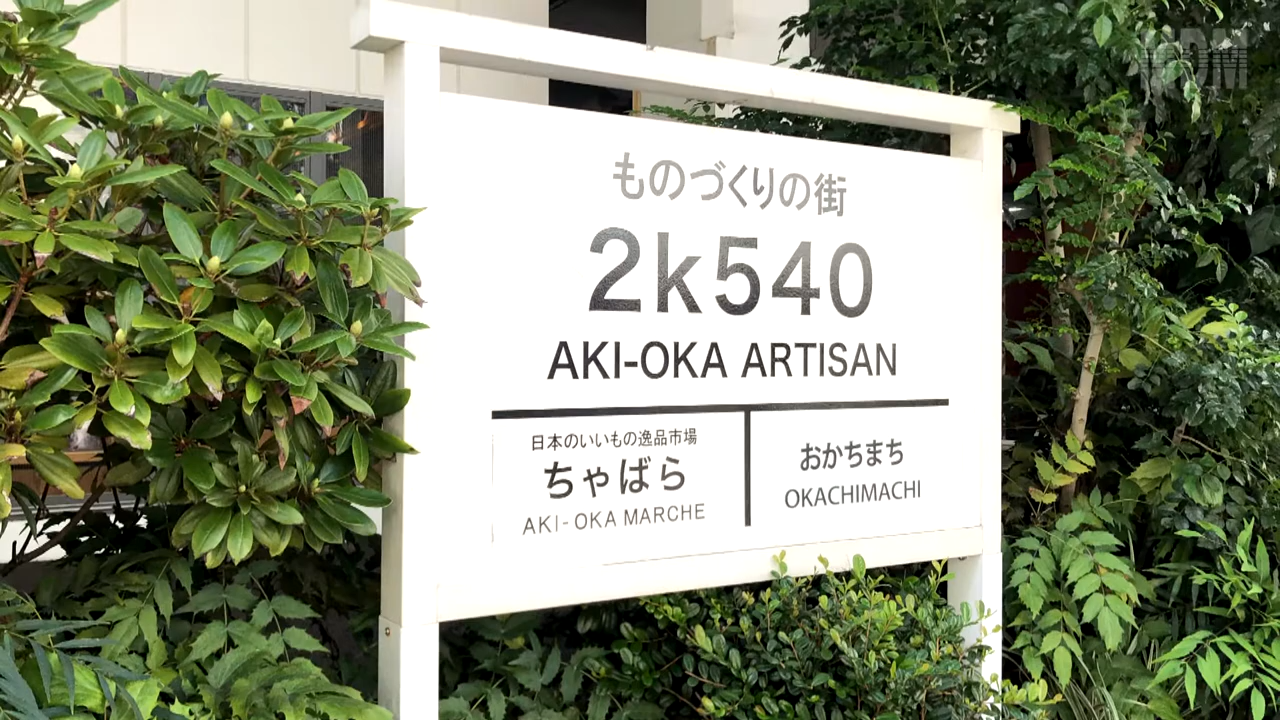 ものづくりの街
2k540
AKI-OKA ARTISAN
日本のいいもの逸品市場
ちゃばら
AKI-OKA MARCHE
おかちまち
OKACHIMACHI